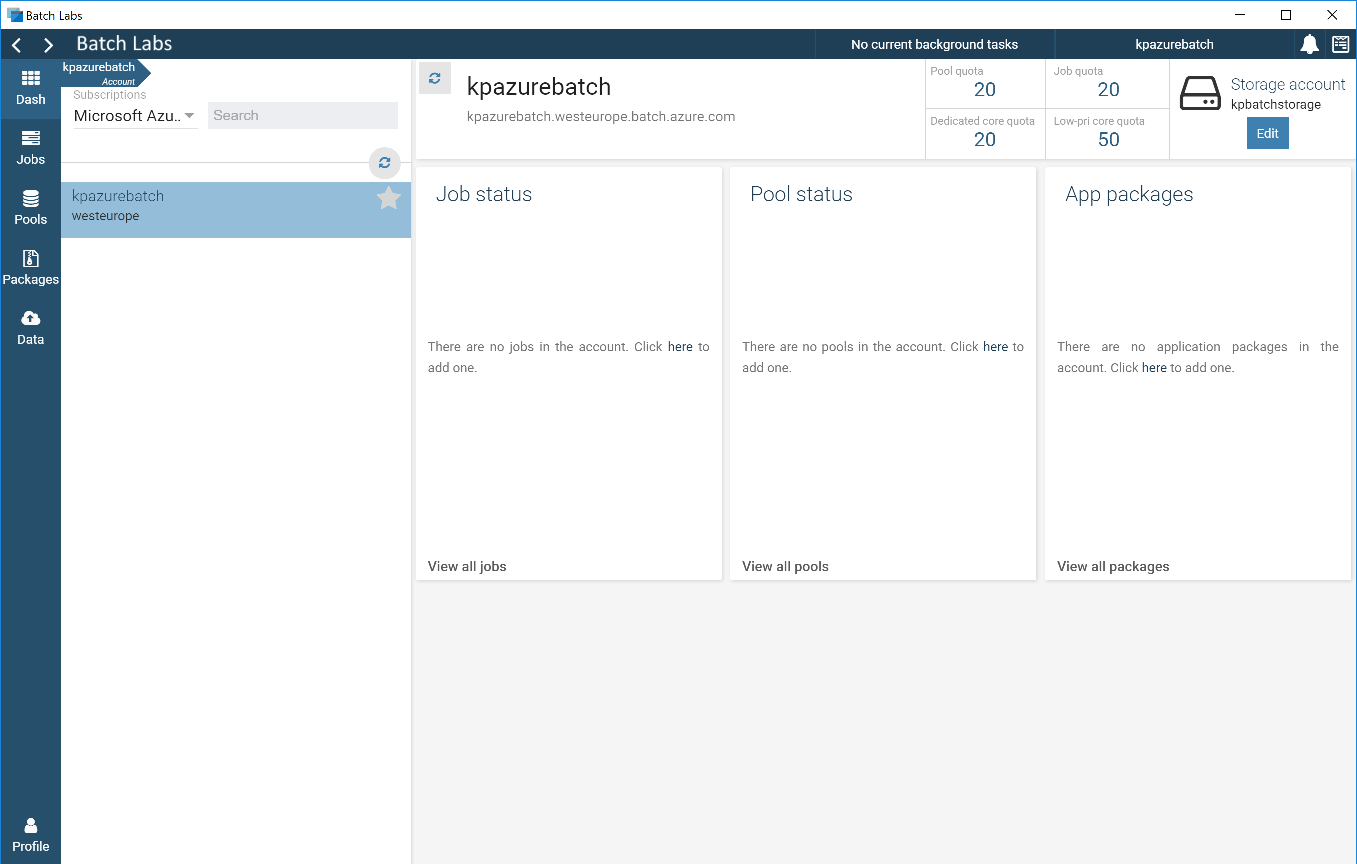 Batch Labs
Batch Labs
No current background tasks
kpazurebatch
Dash
Jobs
Pools
Packages
Data
Profile
kpazurebatch
Account
Subscriptions
Microsoft Azu..
Search
kpazurebatch
westeurope
kpazurebatch
kpazurebatch.westeurope.batch.azure.com
Pool quota
20
Job quota
20
Dedicated core quota
20
Low-pri core quota
50
Storage account
kpbatchstorage
Edit
Job status
There are no jobs in the account. Click here to
add one.
View all jobs
Pool status
There are no pools in the account. Click here to
add one.
View all pools
App packages
There are no application packages in the
account. Click here to add one.
View all packages